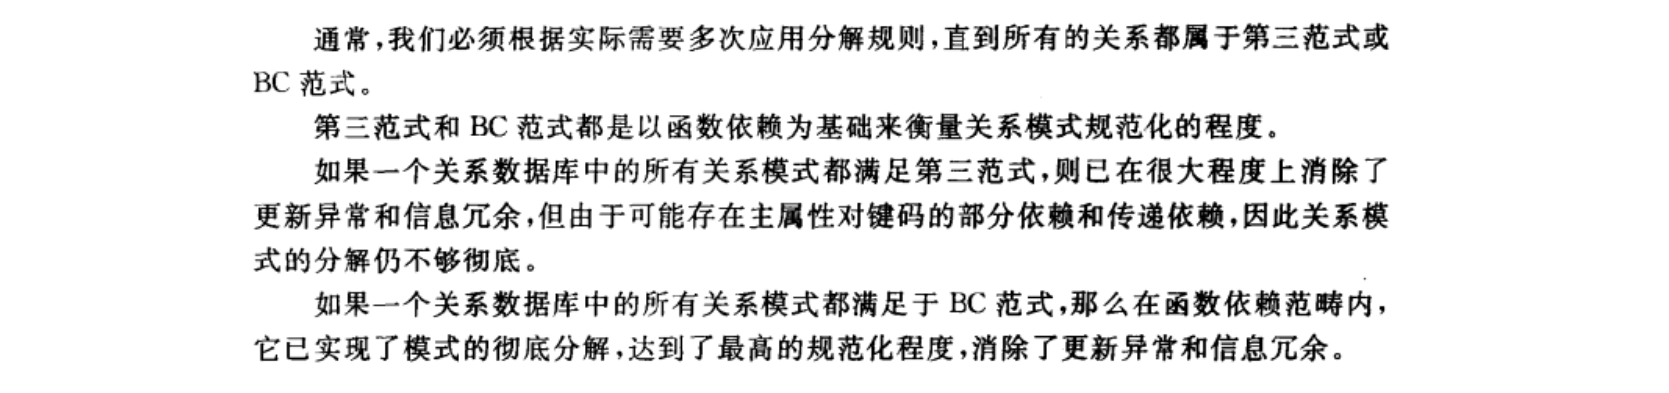 通常,我们必须根据实际需要多次应用分解规则,直到所有的关系都属于第三范式或
BC 范式。
第三范式和 BC 范式都是以函数依赖为基础来衡量关系模式规范化的程度。
如果一个关系数据库中的所有关系模式都满足第三范式,则已在很大程度上消除了
更新异常和信息冗余,但由于可能存在主属性对键码的部分依赖和传递依赖,因此关系模
式的分解仍不够彻底。
如果一个关系数据库中的所有关系模式都满足于 BC 范式,那么在函数依赖范畴内,
它已实现了模式的彻底分解,达到了最高的规范化程度,消除了更新异常和信息冗余。